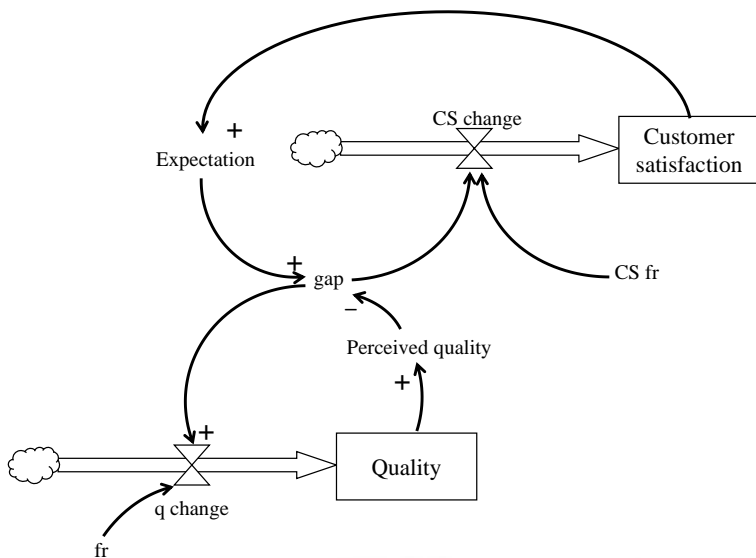 CS change
Customer
satisfaction
+
Expectation
+
gap
CS fr
–
Perceived quality
+
+
Quality
q change
fr